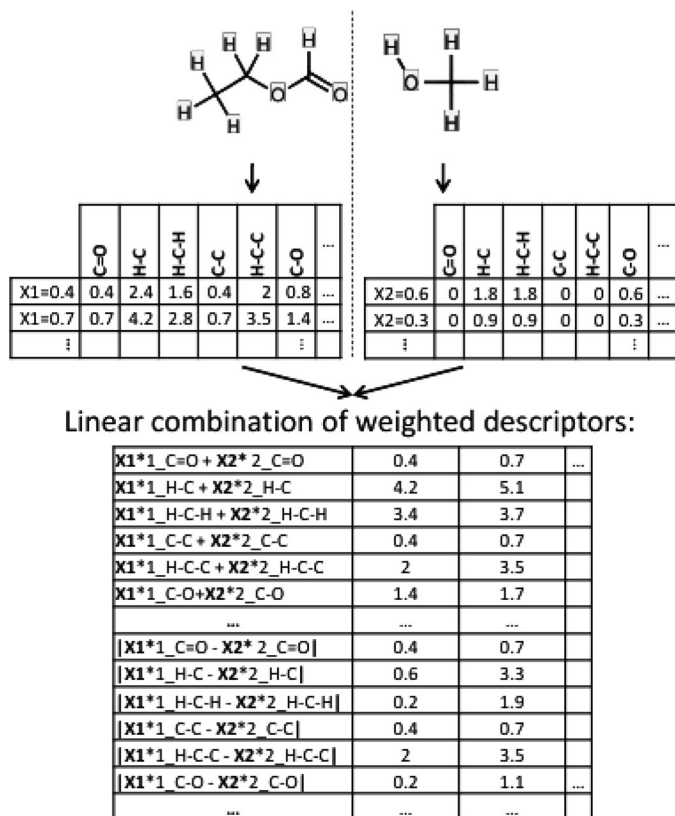 H H H H
H O O
H H
H H
O H
H
C=O H-C H-C-H C-C H-C-C C-O ...
X1=0.4 0.4 2.4 1.6 0.4 2 0.8 ...
X1=0.7 0.7 4.2 2.8 0.7 3.5 1.4 ...
⁞ ⁞
C=O H-C H-C-H C-C H-C-C C-O ...
X2=0.6 0 1.8 1.8 0 0 0.6 ...
X2=0.3 0 0.9 0.9 0 0 0.3 ...
⁞ ⁞
Linear combination of weighted descriptors:
X1*1_C=O + X2* 2_C=O 0.4 0.7 ...
X1*1_H-C + X2*2_H-C 4.2 5.1
X1*1_H-C-H + X2*2_H-C-H 3.4 3.7
X1*1_C-C + X2*2_C-C 0.4 0.7
X1*1_H-C-C + X2*2_H-C-C 2 3.5
X1*1_C-O+X2*2_C-O 1.4 1.7
... ... ...
|X1*1_C=O - X2* 2_C=O| 0.4 0.7
|X1*1_H-C - X2*2_H-C| 0.6 3.3
|X1*1_H-C-H - X2*2_H-C-H| 0.2 1.9
|X1*1_C-C - X2*2_C-C| 0.4 0.7
|X1*1_H-C-C - X2*2_H-C-C| 2 3.5
|X1*1_C-O - X2*2_C-O| 0.2 1.1 ...
... ... ...